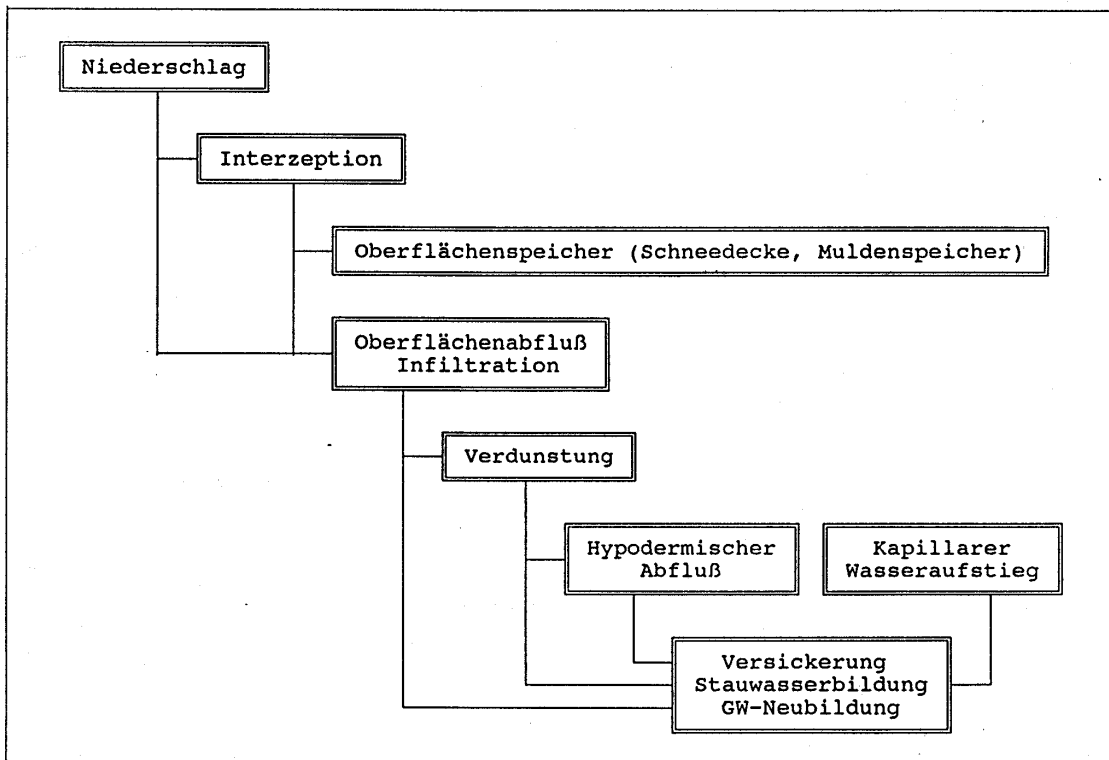 Niederschlag
Interzeption
Oberflächenspeicher (Schneedecke, Muldenspeicher)
Oberflächenabfluß
Infiltration
Verdunstung
Hypodermischer
Abfluß
Kapillarer
Wasseraufstieg
Versickerung
Stauwasserbildung
GW-Neubildung